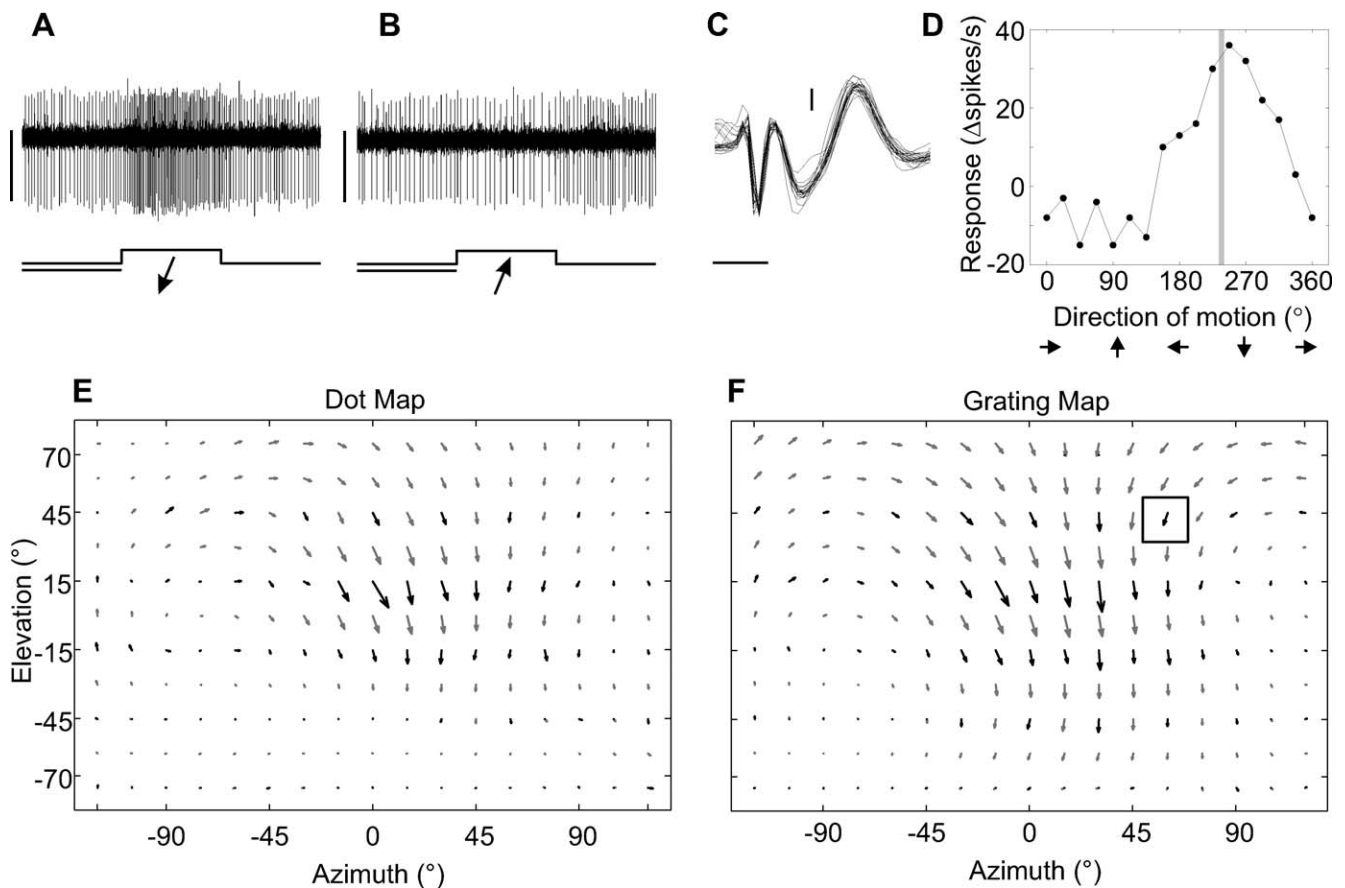 A
B
C
D
Response (Δspikes/s)
40
20
0
-20
0 90 180 270 360
Direction of motion (°)
E
Dot Map
Elevation (°)
70
45
15
-15
-45
-70
-90 -45 0 45 90
Azimuth (°)
F
Grating Map
-90 -45 0 45 90
Azimuth (°)